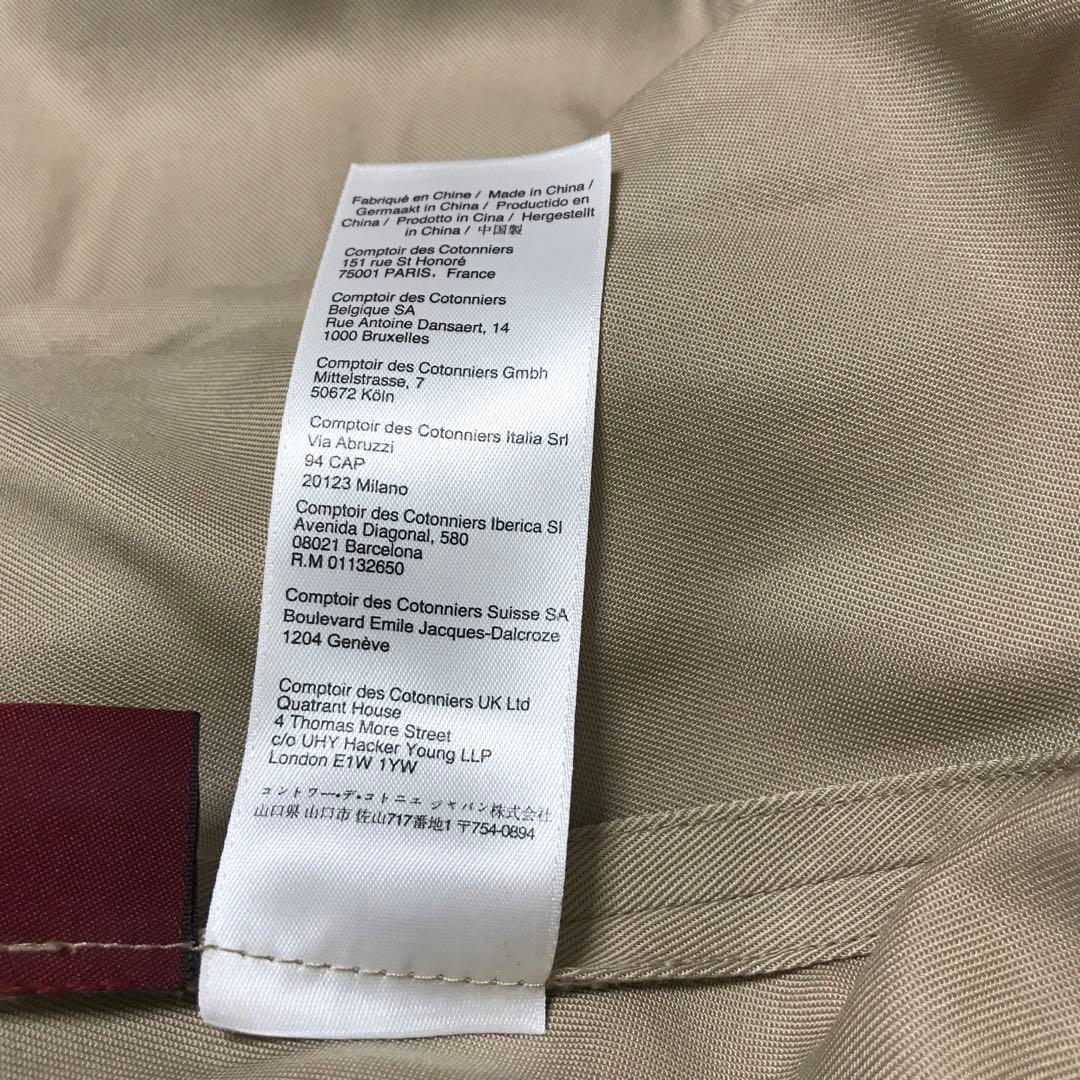 Fabriqué en Chine / Made in China /
Germaakt in China / Productido en
China / Prodotto in Cina / Hergestellt
in China / 中国製
Comptoir des Cotonniers
151 rue St Honoré
75001 PARIS, France
Comptoir des Cotonniers
Belgique SA
Rue Antoine Dansaert, 14
1000 Bruxelles
Comptoir des Cotonniers Gmbh
Mittelstrasse, 7
50672 Köln
Comptoir des Cotonniers Italia Srl
Via Abruzzi
94 CAP
20123 Milano
Comptoir des Cotonniers Iberica Sl
Avenida Diagonal, 580
08021 Barcelona
R.M 01132650
Comptoir des Cotonniers Suisse SA
Boulevard Emile Jacques-Dalcroze
1204 Genève
Comptoir des Cotonniers UK Ltd
Quatrant House
4 Thomas More Street
c/o UHY Hacker Young LLP
London E1W 1YW
コントワー•デ•コトニエ ジャパン株式会社
山口県 山口市 佐山717番地1 〒754-0894